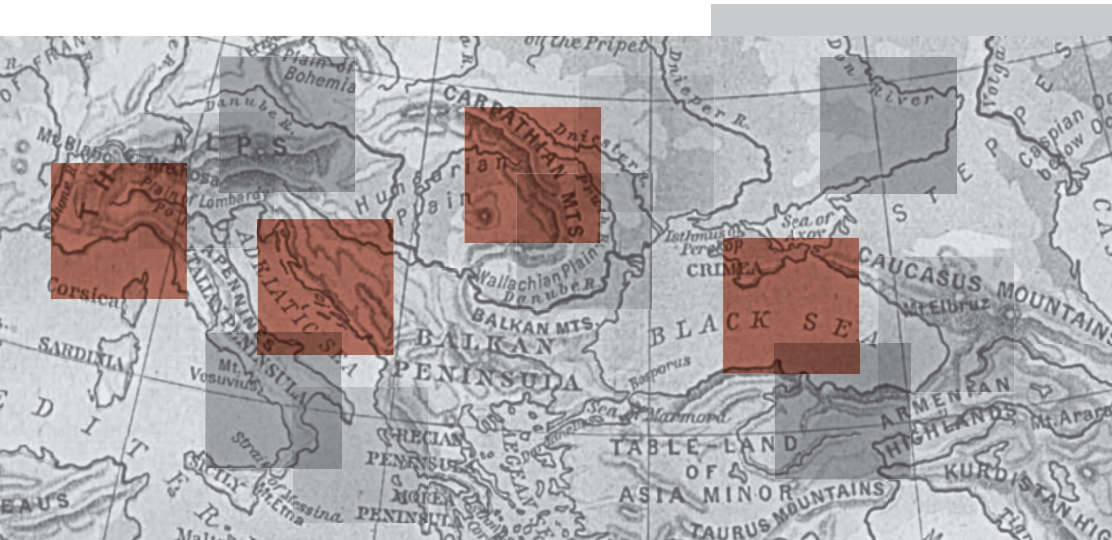 of the Pripet
Plain of
Bohemia
Dnieper R.
Don
River
Danube R.
CARPATHIAN MTS.
Dniester
Pruth
STEPPES
Caspian
Mt. Blanc
ALPS
Rosa
Plain of Lombardy
Po
Rhone R.
Hungarian
Plain
Sea of
Azov
Isthmus of
Perekop
CRIMEA
CAUCASUS MOUNTAINS
Mt. Elbruz
Corsica
ADRIATIC SEA
APENNINES
ITALIAN
PENINSULA
Wallachian Plain
Danube R.
BALKAN MTS.
BLACK SEA
BALKAN
PENINSULA
Bosporus
SARDINIA
Mt.
Vesuvius
Sea of Marmora
ARMENIAN
HIGHLANDS
Mt. Ararat
GRECIAN
PENINSULA
AEGEAN
TABLE-LAND
OF
ASIA MINOR
KURDISTAN
TAURUS MOUNTAINS
Strait of Messina
SICILY
Mt. Etna
MOREA
PENINSULA
EAUS